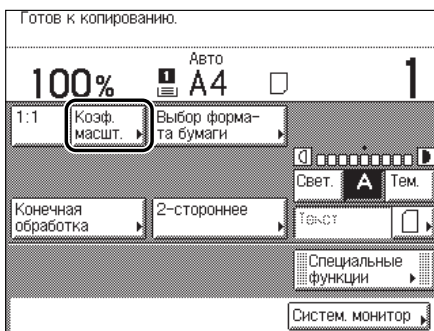 Готов к копированию.
Авто
100%
1
A4
1
1:1
Коэф.
масшт.
Выбор форма-
та бумаги
Свет.
A
Тем.
Конечная
обработка
2-стороннее
Текст
Специальные
функции
Систем. монитор